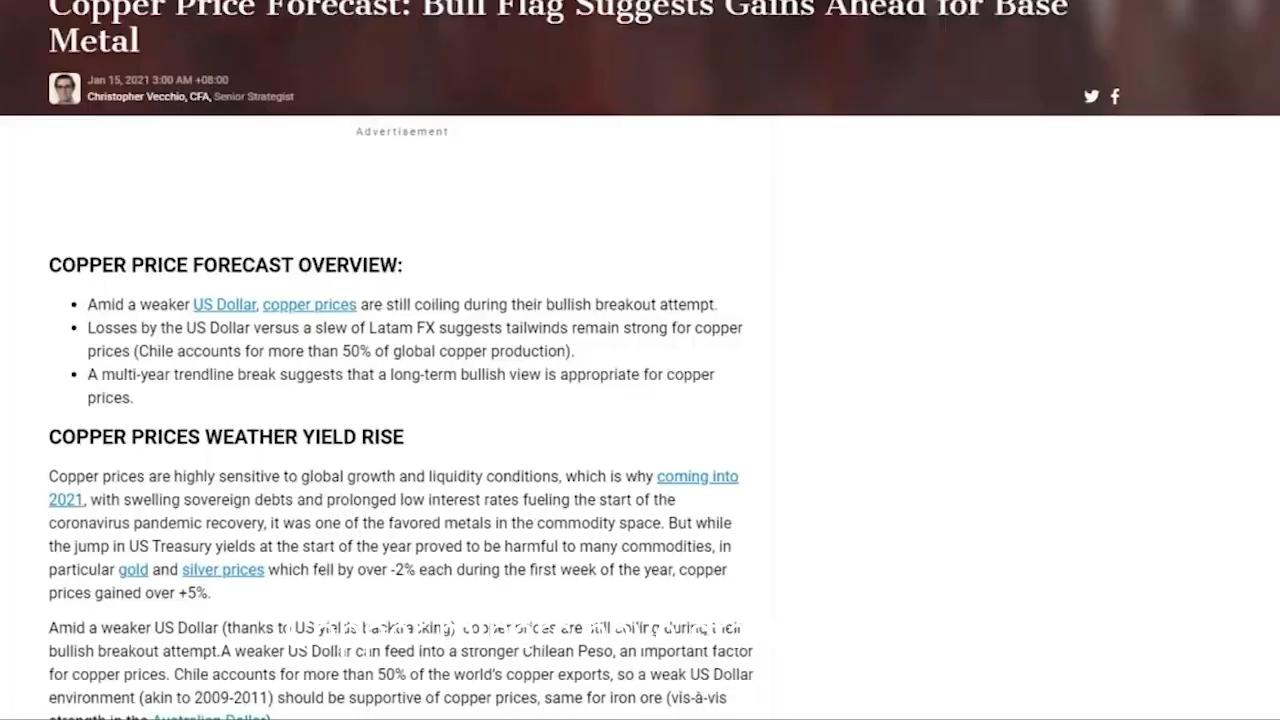 Copper Price Forecast: Bull Flag Suggests Gains Ahead for Base
Metal
Jan 15, 2021 3:00 AM +08:00
Christopher Vecchio, CFA, Senior Strategist
Advertisement
COPPER PRICE FORECAST OVERVIEW:
• Amid a weaker US Dollar, copper prices are still coiling during their bullish breakout attempt.
• Losses by the US Dollar versus a slew of Latam FX suggests tailwinds remain strong for copper
prices (Chile accounts for more than 50% of global copper production).
• A multi-year trendline break suggests that a long-term bullish view is appropriate for copper
prices.
COPPER PRICES WEATHER YIELD RISE
Copper prices are highly sensitive to global growth and liquidity conditions, which is why coming into
2021, with swelling sovereign debts and prolonged low interest rates fueling the start of the
coronavirus pandemic recovery, it was one of the favored metals in the commodity space. But while
the jump in US Treasury yields at the start of the year proved to be harmful to many commodities, in
particular gold and silver prices which fell by over -2% each during the first week of the year, copper
prices gained over +5%.
Amid a weaker US Dollar (thanks to US yields backtracking), copper prices are still coiling during their
bullish breakout attempt.A weaker US Dollar can feed into a stronger Chilean Peso, an important factor
for copper prices. Chile accounts for more than 50% of the world's copper exports, so a weak US Dollar
environment (akin to 2009-2011) should be supportive of copper prices, same for iron ore (vis-à-vis
strength in the Australian Dollar)